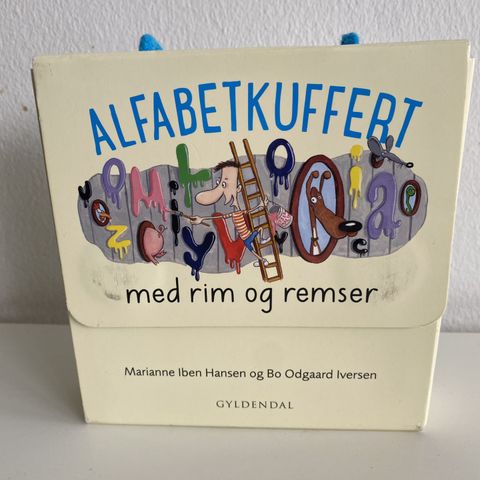 ALFABETKUFFERT
med rim og remser
Marianne Iben Hansen og Bo Odgaard Iversen
GYLDENDAL